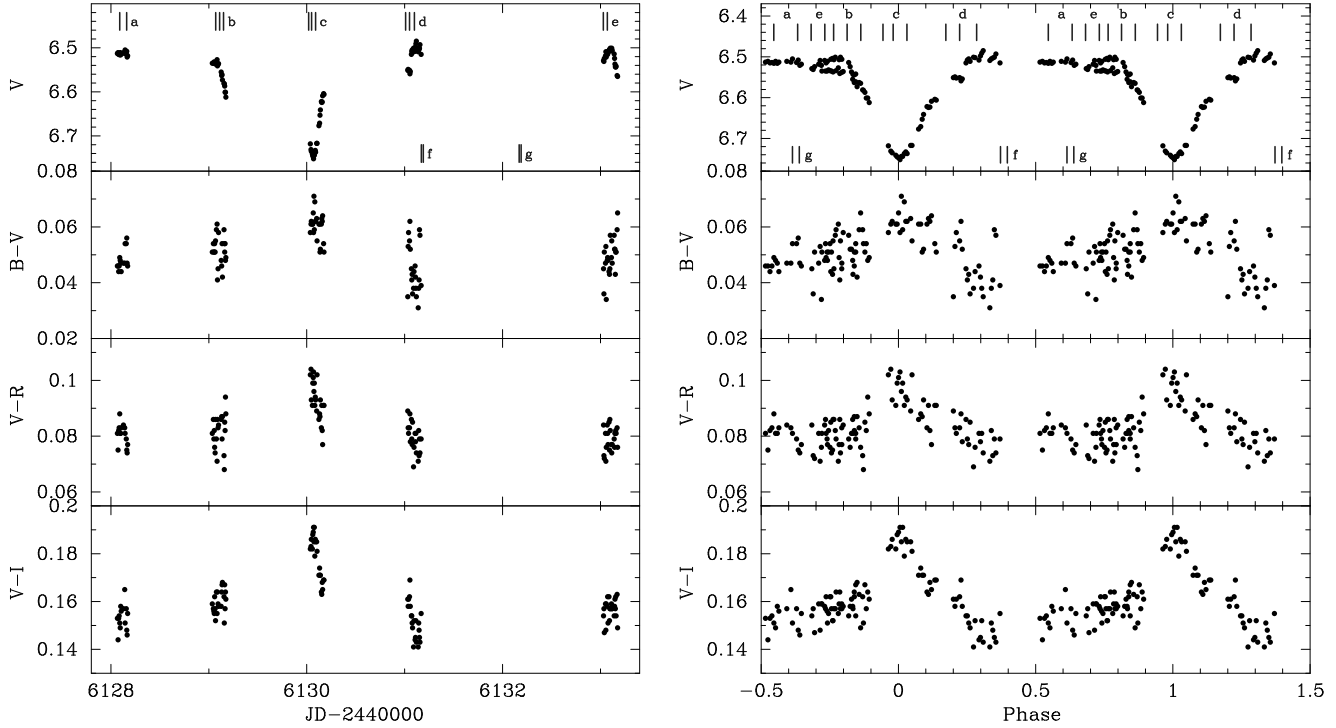 a b c d e
6.5
6.6
6.7
V
f g
0.08
0.06
0.04
0.02
B−V
0.1
0.08
0.06
V−R
0.2
0.18
0.16
0.14
V−I
6128 6130 6132
JD−2440000
a e b c d a e b c d
6.4
6.5
6.6
6.7
V
g f g f
0.08
0.06
0.04
0.02
B−V
0.1
0.08
0.06
V−R
0.2
0.18
0.16
0.14
V−I
−0.5 0 0.5 1 1.5
Phase